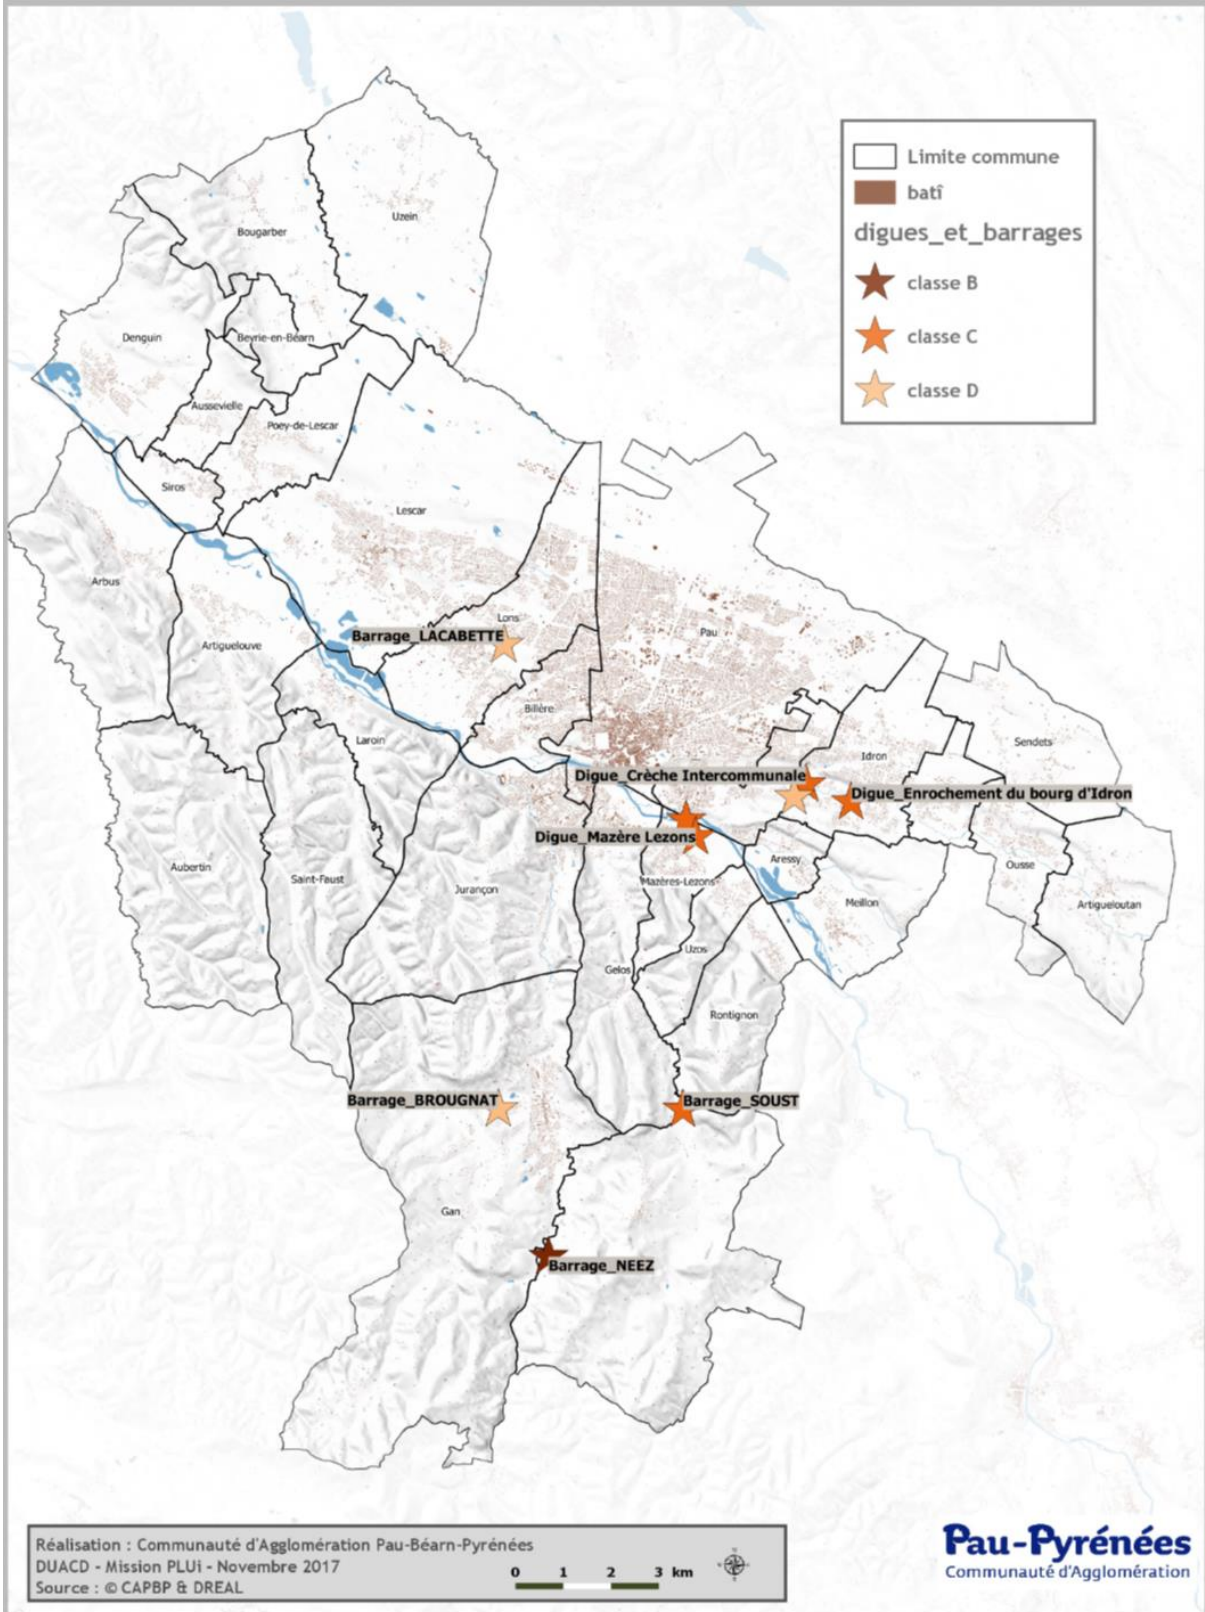 Limite commune
batî
digues_et_barrages
classe B
classe C
classe D
Uzein
Bougarber
Denguin
Beyrie-en-Béarn
Aussevielle
Poey-de-Lescar
Siros
Lescar
Arbus
Lons
Barrage_LACABETTE
Pau
Artiguelouve
Billère
Laroin
Sendets
Idron
Digue_Crèche Intercommunale
Digue_Enrochement du bourg d'Idron
Digue_Mazère Lezons
Aressy
Ousse
Aubertin
Saint-Faust
Jurançon
Mazères-Lezons
Meillon
Artigueloutan
Uzos
Gelos
Rontignon
Barrage_BROUGNAT
Barrage_SOUST
Gan
Barrage_NEEZ
Réalisation : Communauté d'Agglomération Pau-Béarn-Pyrénées
DUACD - Mission PLUi - Novembre 2017
Source : © CAPBP & DREAL
0 1 2 3 km
Pau-Pyrénées
Communauté d'Agglomération